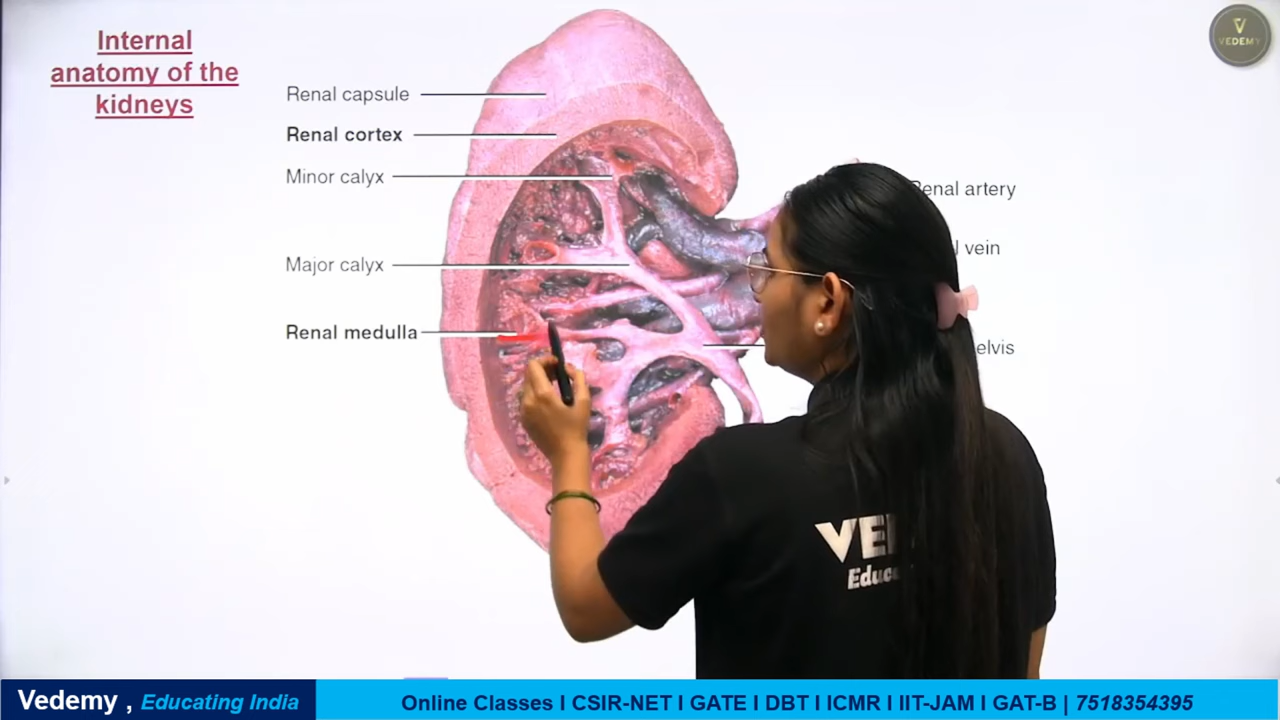 Internal
anatomy of the
kidneys
VEDEMY
Renal capsule
Renal cortex
Minor calyx
Renal artery
vein
Major calyx
Renal medulla
Vedemy , Educating India
Online Classes I CSIR-NET I GATE I DBT I ICMR I IIT-JAM I GAT-B | 7518354395